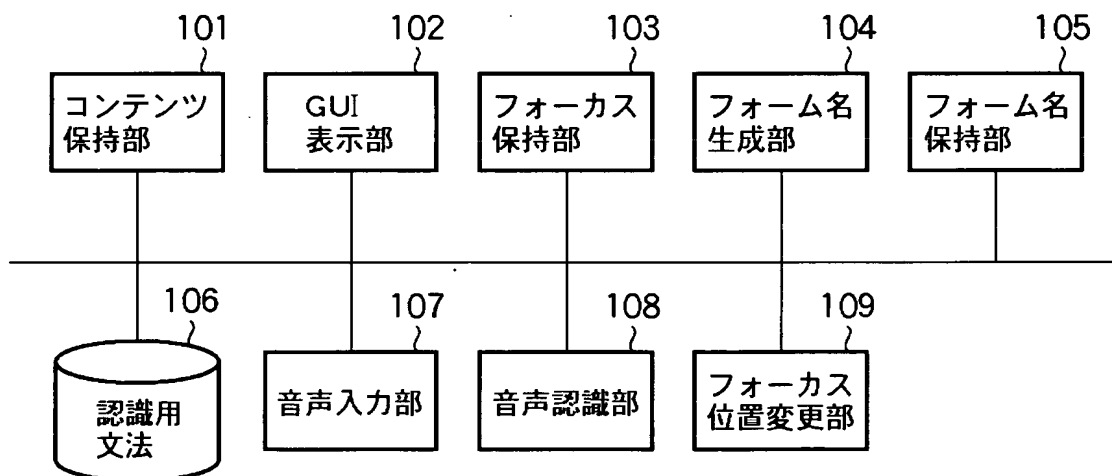 101
コンテンツ
保持部
102
GUI
表示部
103
フォーカス
保持部
104
フォーム名
生成部
105
フォーム名
保持部
106
認識用
文法
107
音声入力部
108
音声認識部
109
フォーカス
位置変更部